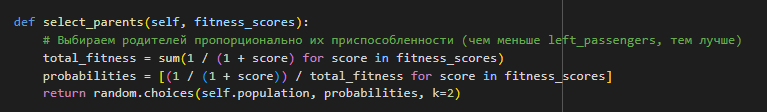 def select_parents(self, fitness_scores):
    # Выбираем родителей пропорционально их приспособленности (чем меньше left_passengers, тем лучше)
    total_fitness = sum(1 / (1 + score) for score in fitness_scores)
    probabilities = [(1 / (1 + score)) / total_fitness for score in fitness_scores]
    return random.choices(self.population, probabilities, k=2)